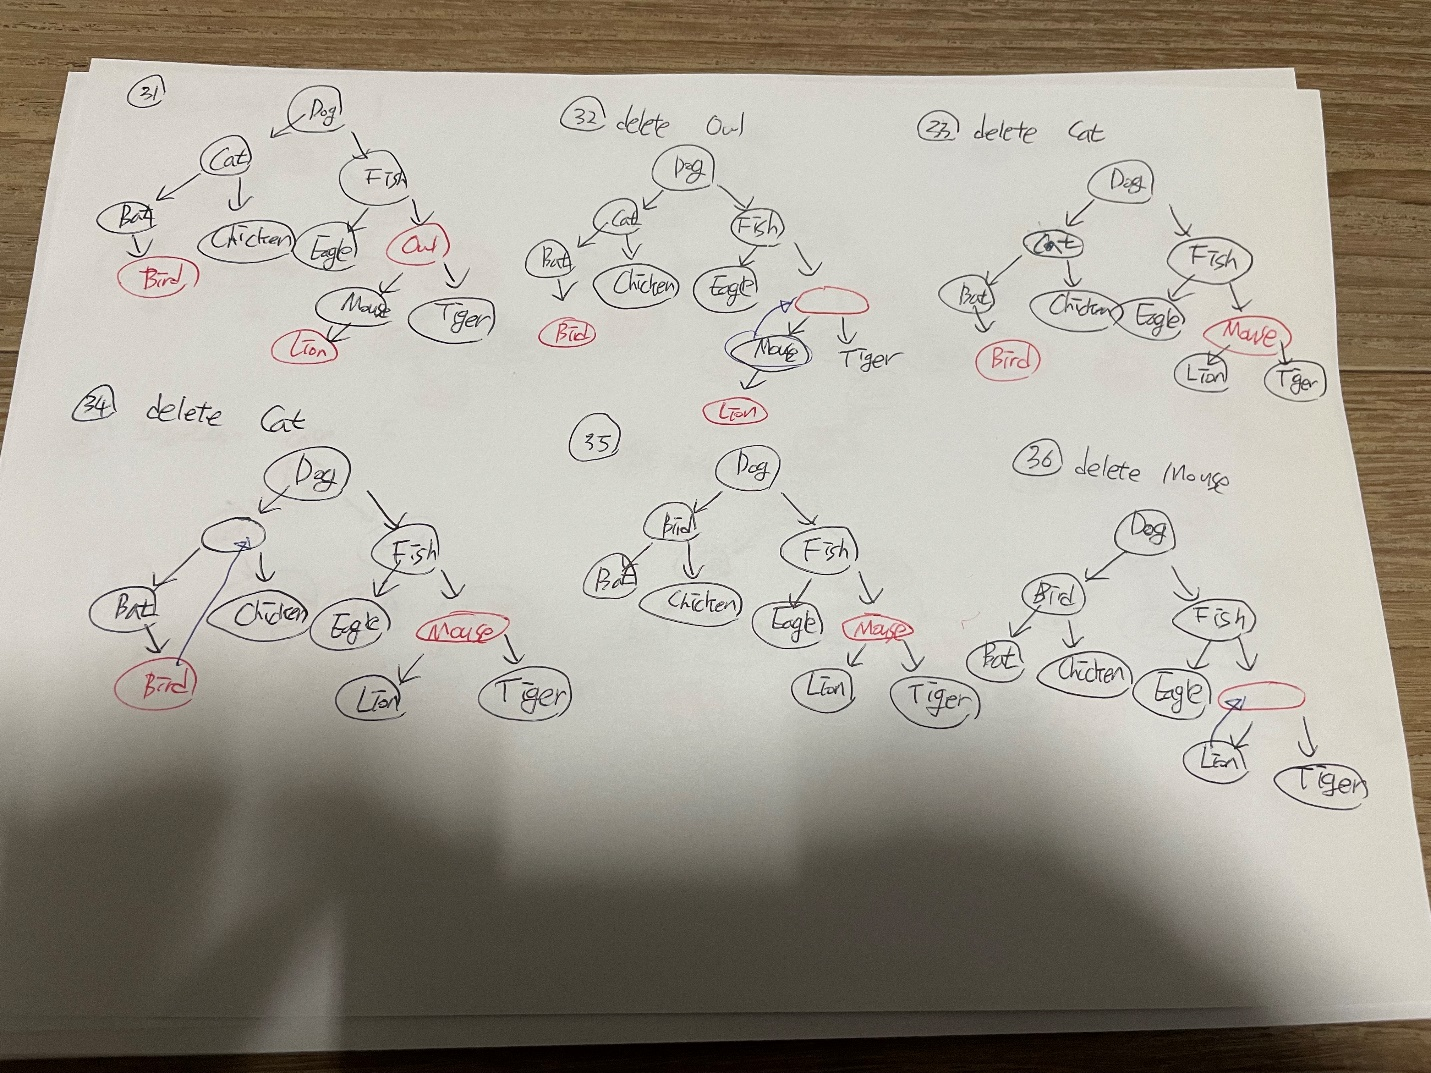 31
Dog
Cat
Fish
Bat
Chicken
Eagle
Owl
Bird
Mouse
Tiger
Lion
32 delete Owl
Dog
Cat
Fish
Bat
Chicken
Eagle
Bird
Mouse
Tiger
Lion
33 delete Cat
Dog
Cat
Fish
Bat
Chicken
Eagle
Mouse
Bird
Lion
Tiger
34 delete Cat
Dog
Fish
Bat
Chicken
Eagle
Mouse
Bird
Lion
Tiger
35
Dog
Bird
Fish
Bat
Chicken
Eagle
Mouse
Lion
Tiger
36 delete Mouse
Dog
Bird
Fish
Bat
Chicken
Eagle
Lion
Tiger